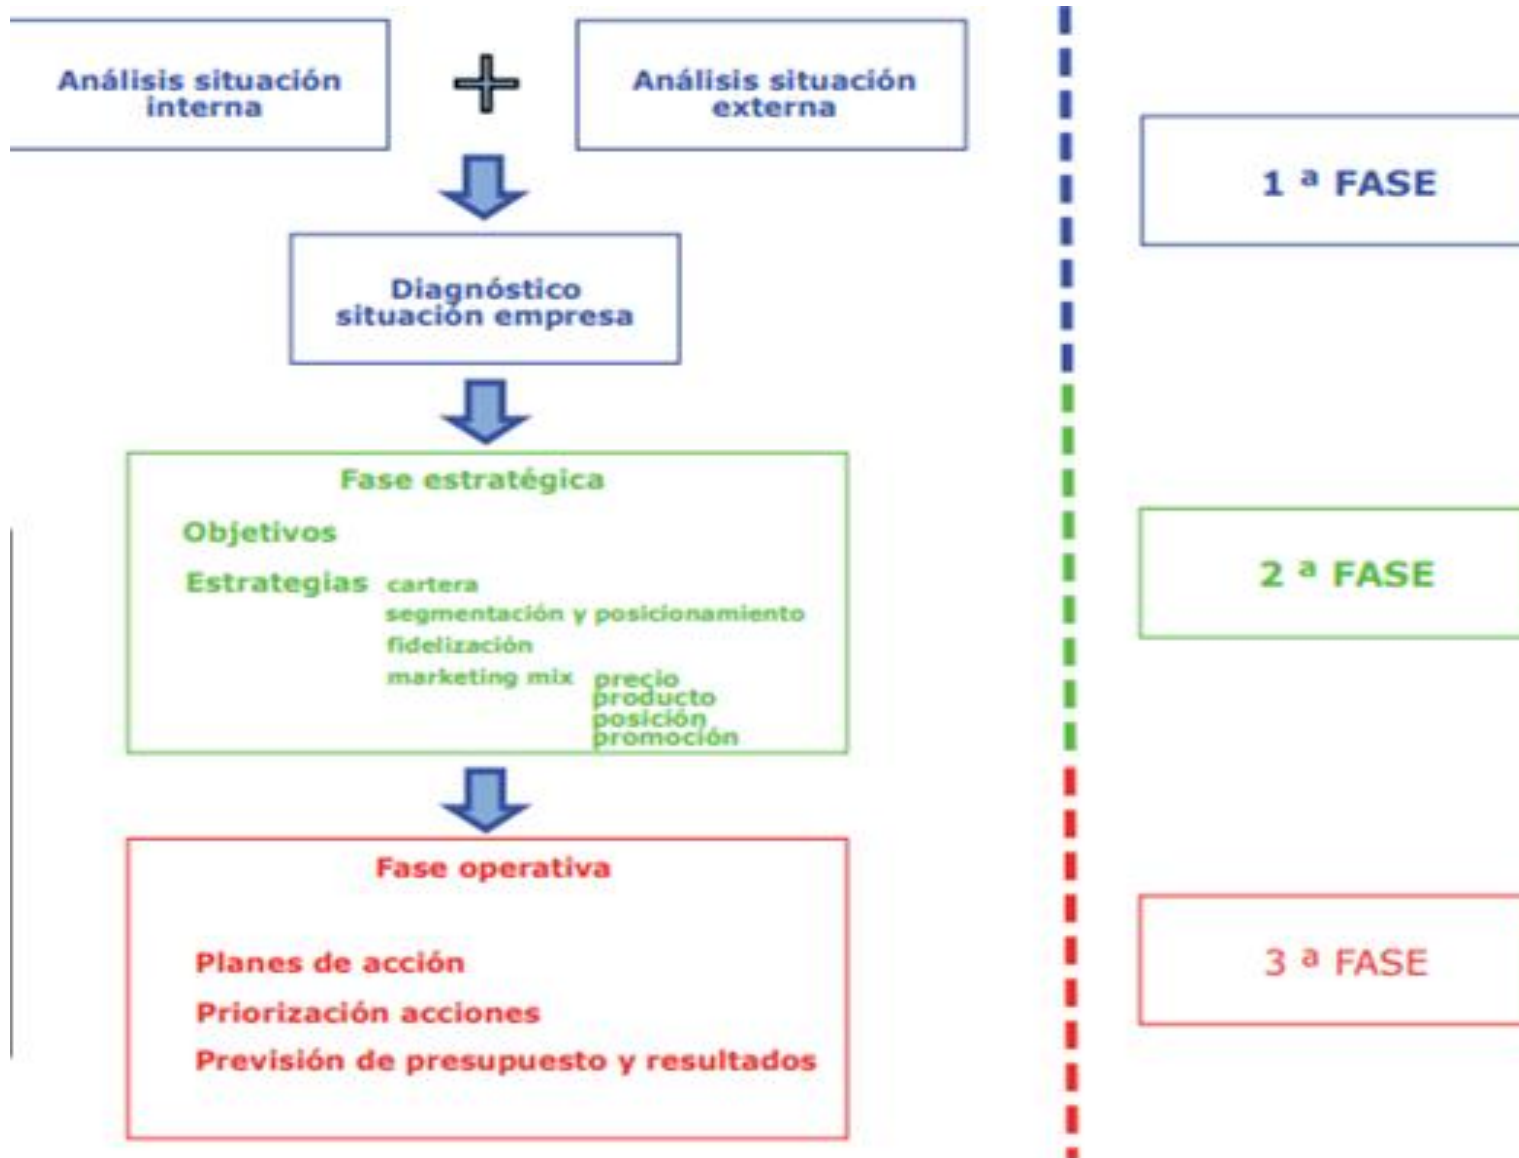 Análisis situación
interna
Análisis situación
externa
1 ª FASE
Diagnóstico
situación empresa
Fase estratégica
Objetivos
Estrategias cartera
segmentación y posicionamiento
fidelización
marketing mix precio
producto
posición
promoción
2 ª FASE
Fase operativa
Planes de acción
Priorización acciones
Previsión de presupuesto y resultados
3 ª FASE